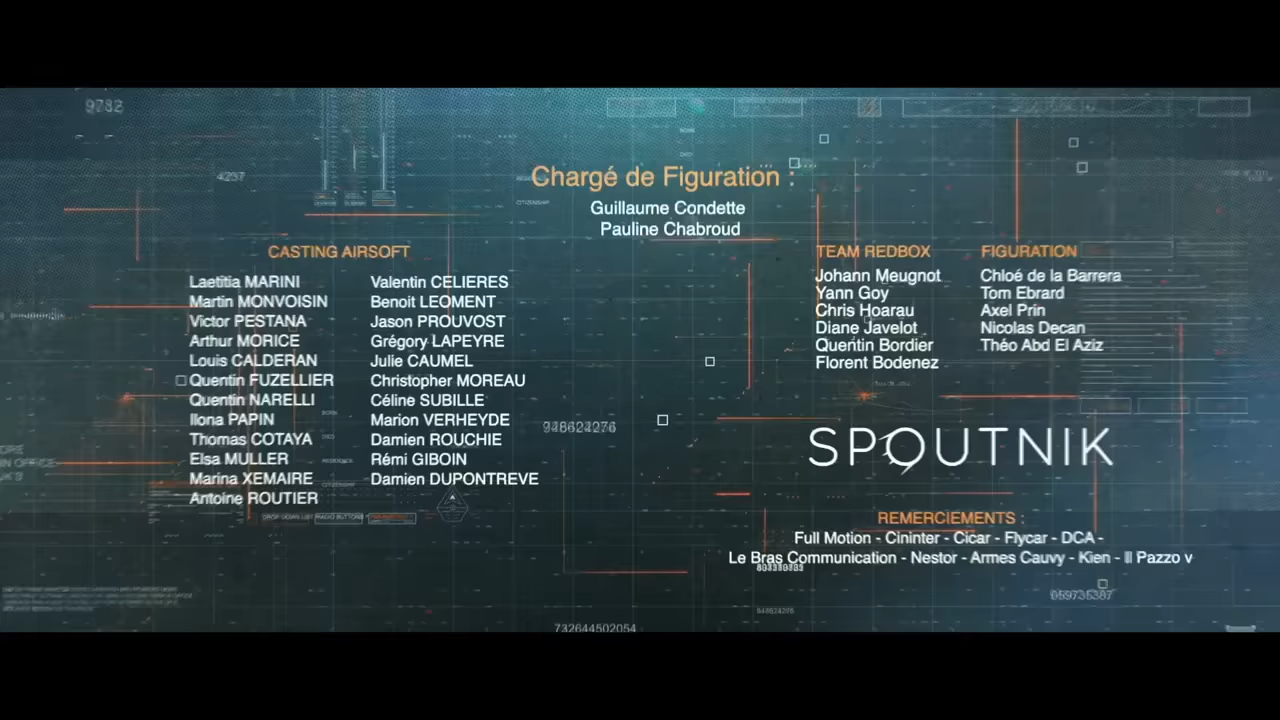 9732
4237
Chargé de Figuration :
Guillaume Condette
Pauline Chabroud
CASTING AIRSOFT
Laetitia MARINI
Martin MONVOISIN
Victor PESTANA
Arthur MORICE
Louis CALDERAN
Quentin FUZELLIER
Quentin NARELLI
Ilona PAPIN
Thomas COTAYA
Elsa MULLER
Marina XEMAIRE
Antoine ROUTIER
Valentin CELIERES
Benoit LEOMENT
Jason PROUVOST
Grégory LAPEYRE
Julie CAUMEL
Christopher MOREAU
Céline SUBILLE
Marion VERHEYDE
Damien ROUCHIE
Rémi GIBOIN
Damien DUPONTREVE
TEAM REDBOX
Johann Meugnot
Yann Goy
Chris Hoarau
Diane Javelot
Quentin Bordier
Florent Bodenez
FIGURATION
Chloé de la Barrera
Tom Ebrard
Axel Prin
Nicolas Decan
Théo Abd El Aziz
948624276
SPOUTNIK
REMERCIEMENTS :
Full Motion - Cininter - Cicar - Flycar - DCA -
Le Bras Communication - Nestor - Armes Cauvy - Kien - Il Pazzo v
948624276
732644502054